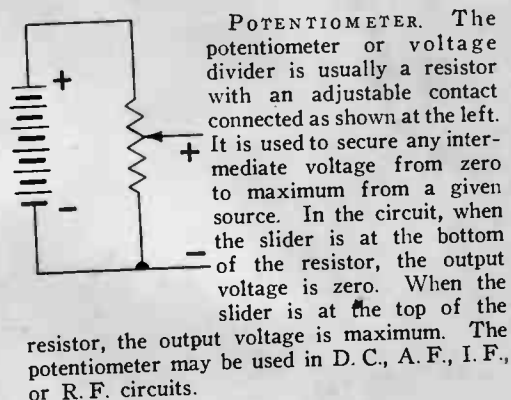 POTENTIOMETER. The
potentiometer or voltage
divider is usually a resistor
with an adjustable contact
connected as shown at the left.
It is used to secure any inter-
mediate voltage from zero
to maximum from a given
source. In the circuit, when
the slider is at the bottom
of the resistor, the output
voltage is zero. When the
slider is at the top of the
resistor, the output voltage is maximum. The
potentiometer may be used in D. C., A. F., I. F.,
or R. F. circuits.
+
−
+
−